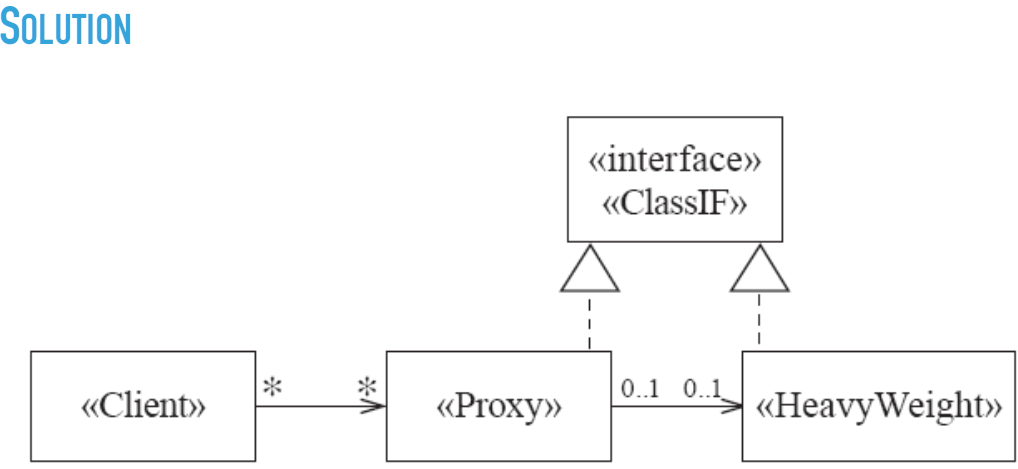 SOLUTION
«interface»
«ClassIF»
«Client»
*
*
«Proxy»
0..1
0..1
«HeavyWeight»